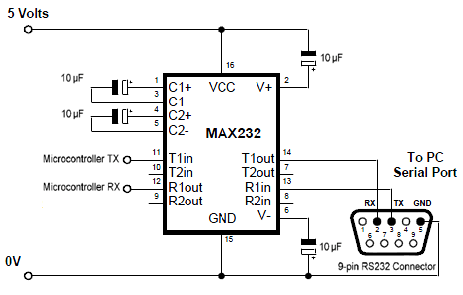 5 Volts
10 µF
16
1 C1+ VCC V+ 2
10 µF
3 C1
4 C2+
10 µF
5 C2-
MAX232
Microcontroller TX 11 T1in T1out 14
10 T2in T2out 7
Microcontroller RX 12 R1out R1in 13
9 R2out R2in 8
GND V- 6
15
10 µF
To PC
Serial Port
RX TX GND
1 2 3 4 5
6 7 8 9
9-pin RS232 Connector
0V